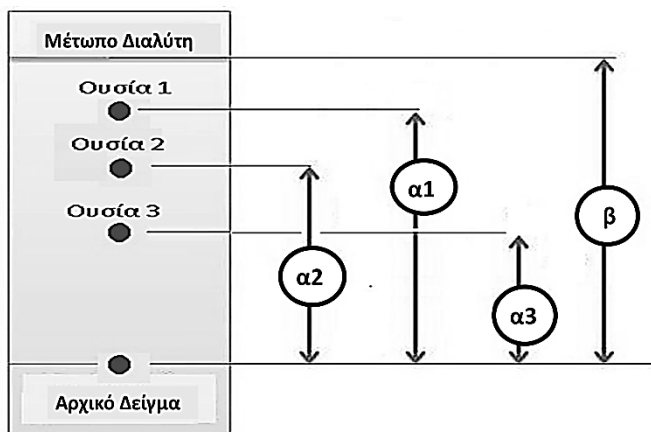 Μέτωπο Διαλύτη
Ουσία 1
Ουσία 2
Ουσία 3
α1
α2
α3
β
Αρχικό Δείγμα